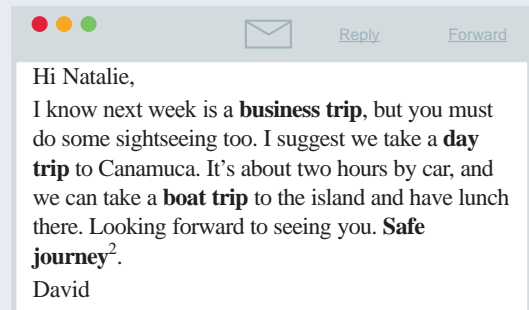 Reply Forward
Hi Natalie,
I know next week is a business trip, but you must
do some sightseeing too. I suggest we take a day
trip to Canamuca. It's about two hours by car, and
we can take a boat trip to the island and have lunch
there. Looking forward to seeing you. Safe
journey².
David